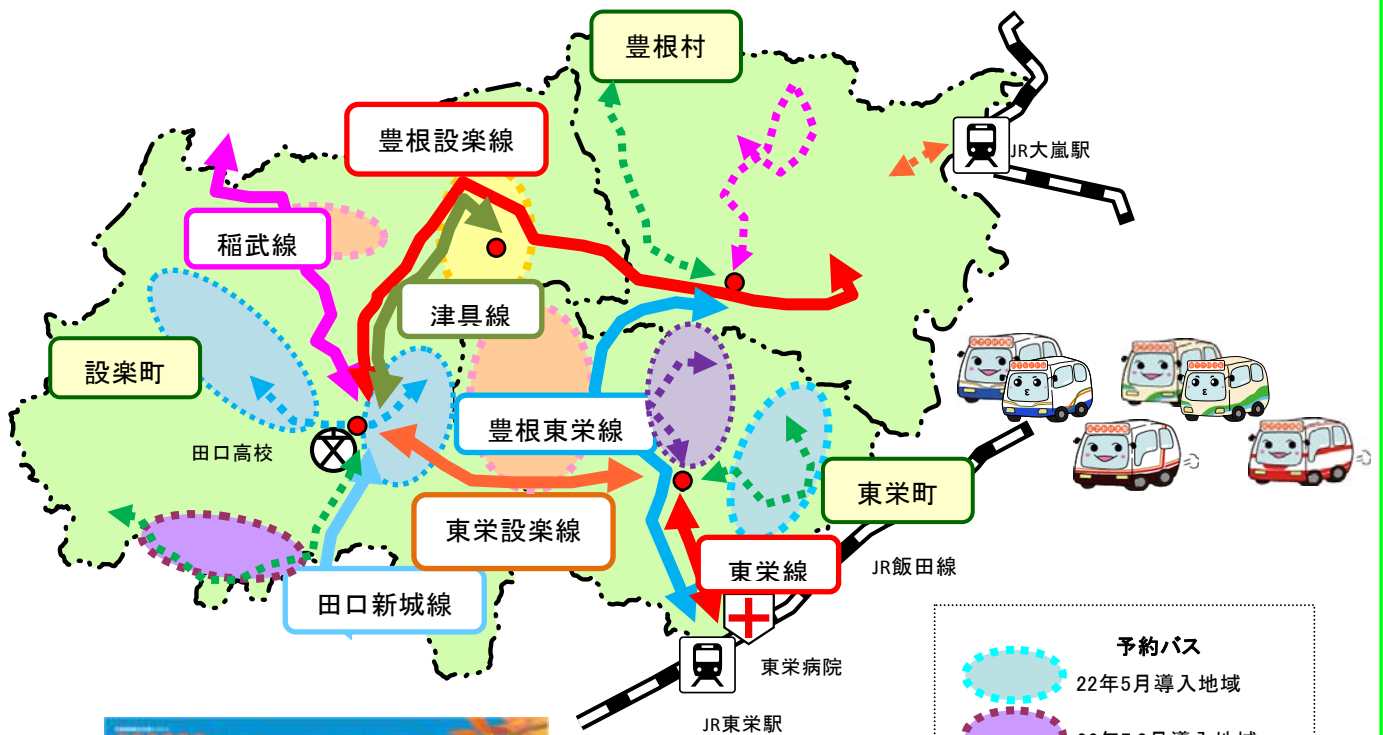 豊根村
豊根設楽線
JR大嵐駅
稲武線
津具線
設楽町
豊根東栄線
田口高校
東栄町
東栄設楽線
東栄線
JR飯田線
田口新城線
東栄病院
JR東栄駅
予約バス
22年5月導入地域